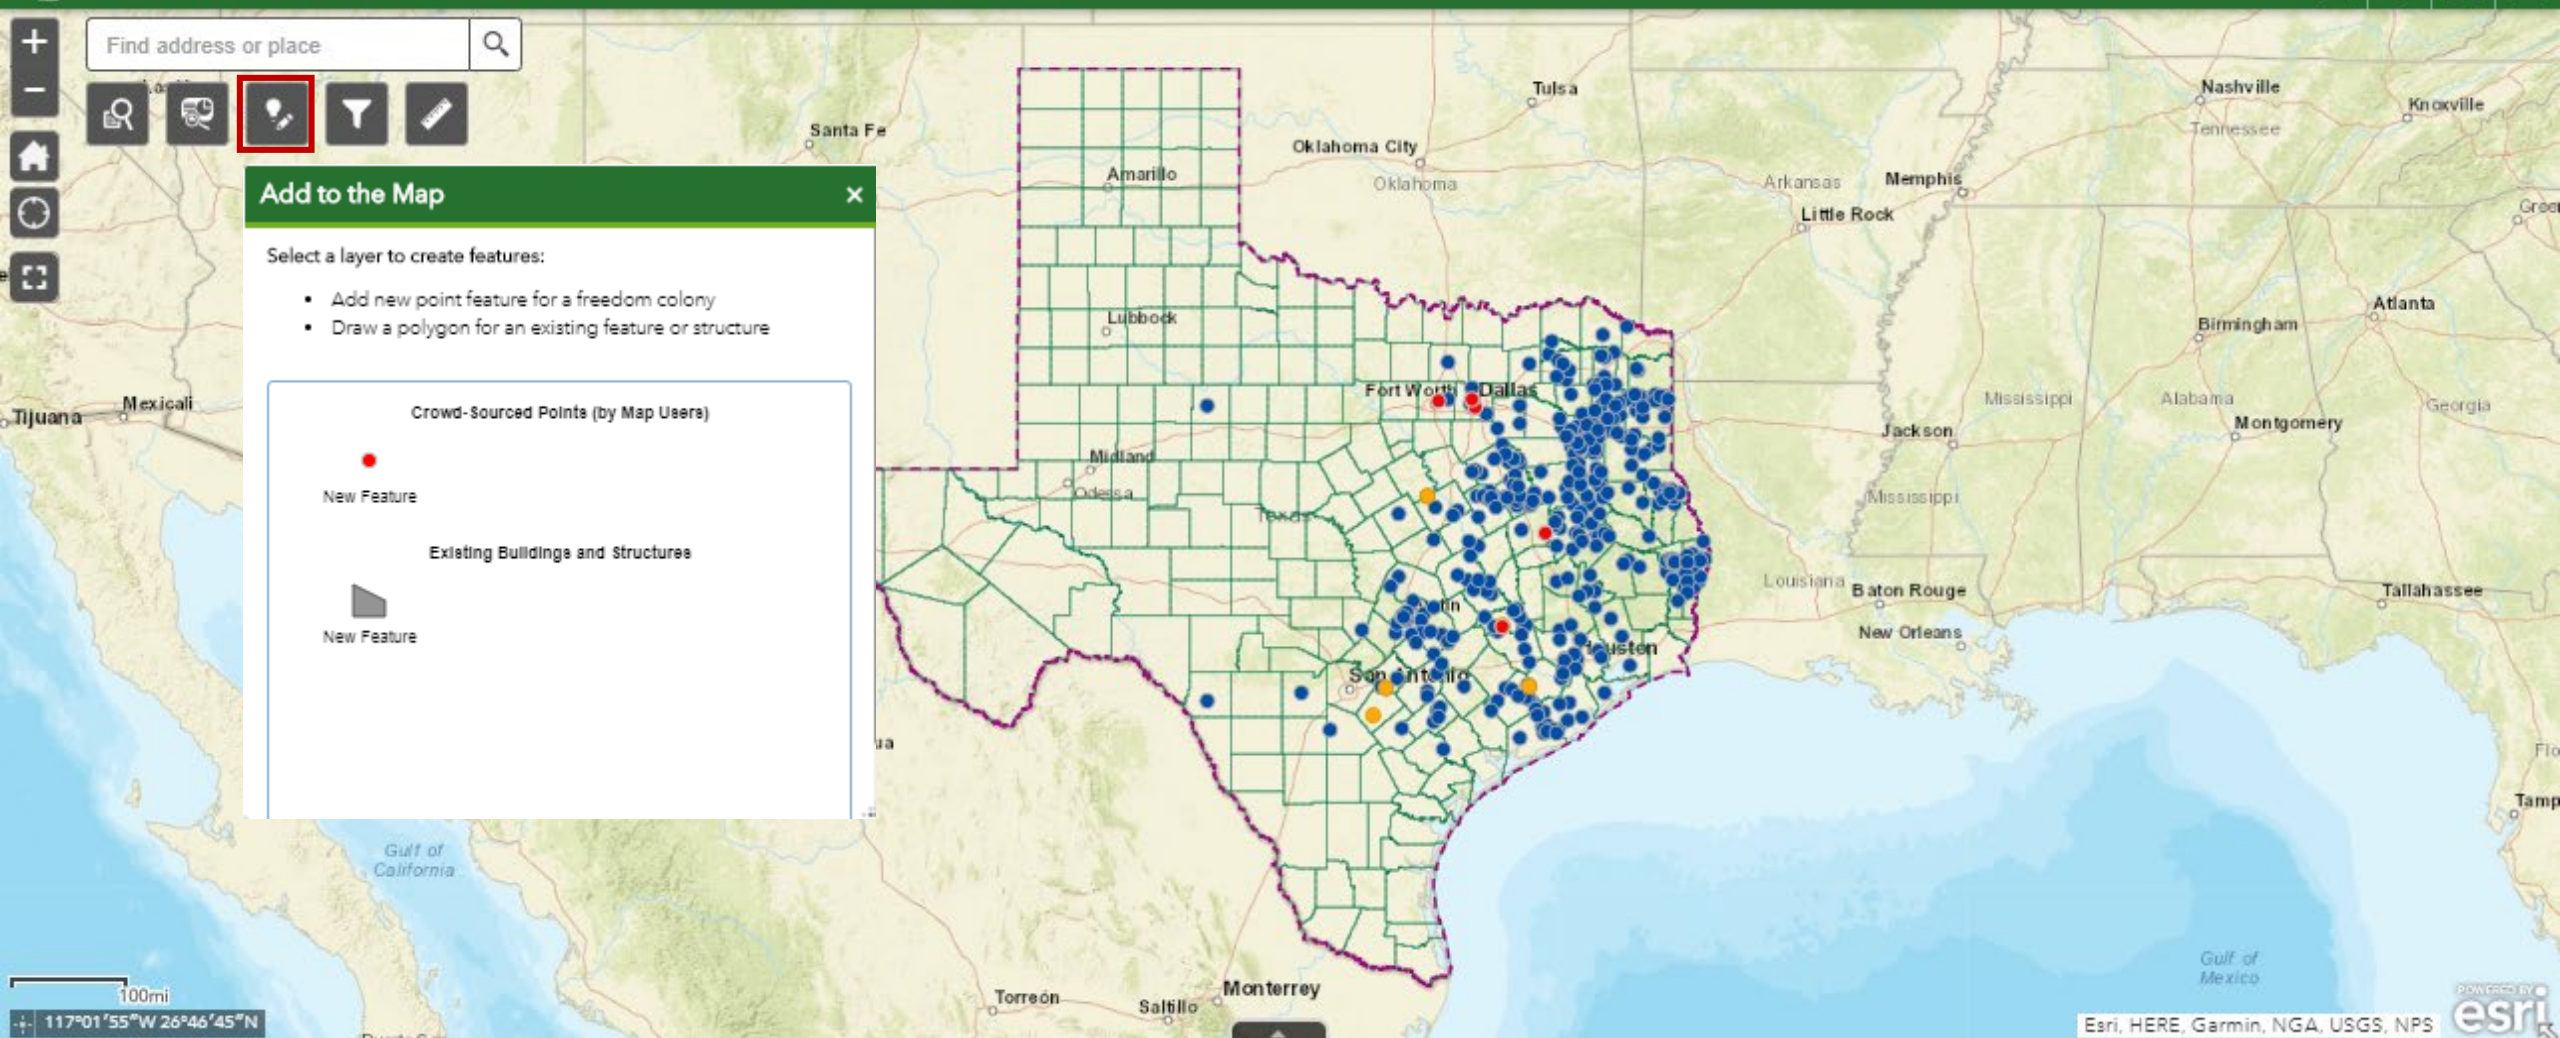 Find address or place
Add to the Map
Select a layer to create features:
Add new point feature for a freedom colony
Draw a polygon for an existing feature or structure
Crowd-Sourced Points (by Map Users)
New Feature
Existing Buildings and Structures
New Feature
Tijuana
Mexicali
Santa Fe
Amarillo
Lubbock
Midland
Odessa
Texas
Tulsa
Oklahoma City
Oklahoma
Fort Worth
Dallas
San Antonio
Arkansas
Memphis
Little Rock
Nashville
Tennessee
Knoxville
Atlanta
Birmingham
Mississippi
Alabama
Georgia
Jackson
Montgomery
Mississippi
Louisiana
Baton Rouge
New Orleans
Tallahassee
Gulf of
California
Gulf of
Mexico
Torreón
Saltillo
Monterrey
100mi
117°01'55"W 26°46'45"N
Esri, HERE, Garmin, NGA, USGS, NPS
POWERED BY
esri